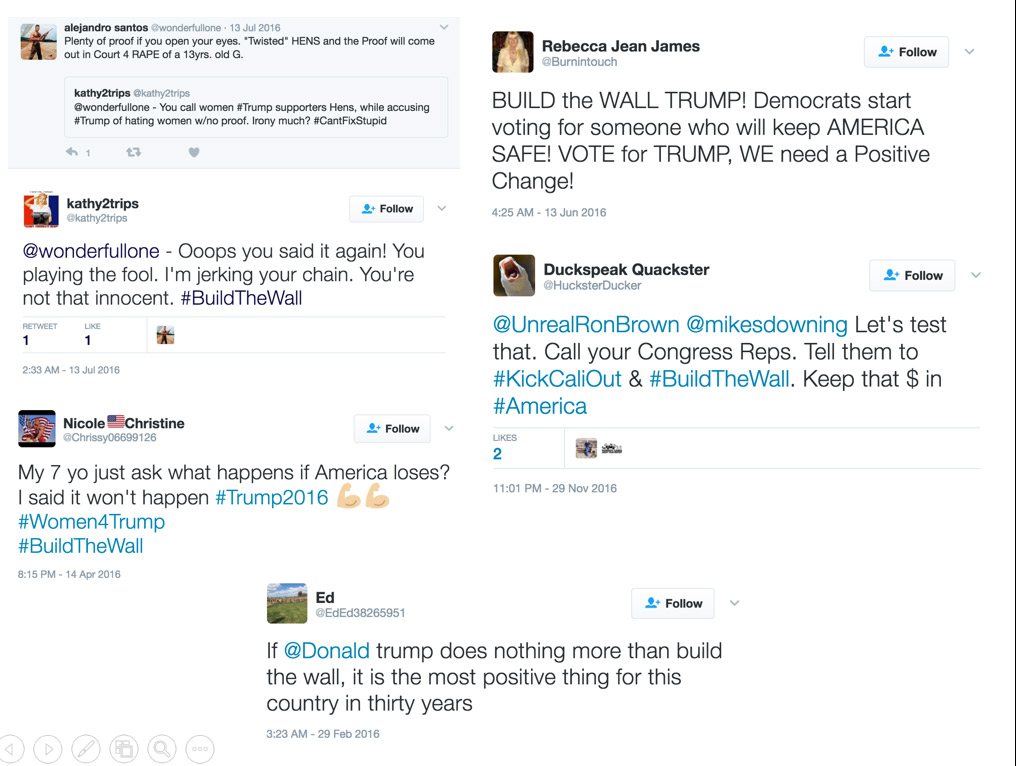 alejandro santos @wonderfullone · 13 Jul 2016
Plenty of proof if you open your eyes. "Twisted" HENS and the Proof will come
out in Court 4 RAPE of a 13yrs. old G.
kathy2trips @kathy2trips
@wonderfullone - You call women #Trump supporters Hens, while accusing
#Trump of hating women w/no proof. Irony much? #CantFixStupid
1
kathy2trips
@kathy2trips
Follow
@wonderfullone - Ooops you said it again! You
playing the fool. I'm jerking your chain. You're
not that innocent. #BuildTheWall
RETWEET LIKE
1 1
2:33 AM - 13 Jul 2016
Nicole🇺🇸Christine
@Chrissy06699126
Follow
My 7 yo just ask what happens if America loses?
I said it won't happen #Trump2016 💪🏼💪🏼
#Women4Trump
#BuildTheWall
8:15 PM - 14 Apr 2016
Rebecca Jean James
@Burnintouch
Follow
BUILD the WALL TRUMP! Democrats start
voting for someone who will keep AMERICA
SAFE! VOTE for TRUMP, WE need a Positive
Change!
4:25 AM - 13 Jun 2016
Duckspeak Quackster
@HucksterDucker
Follow
@UnrealRonBrown @mikesdowning Let's test
that. Call your Congress Reps. Tell them to
#KickCaliOut & #BuildTheWall. Keep that $ in
#America
LIKES
2
11:01 PM - 29 Nov 2016
Ed
@EdEd38265951
Follow
If @Donald trump does nothing more than build
the wall, it is the most positive thing for this
country in thirty years
3:23 AM - 29 Feb 2016